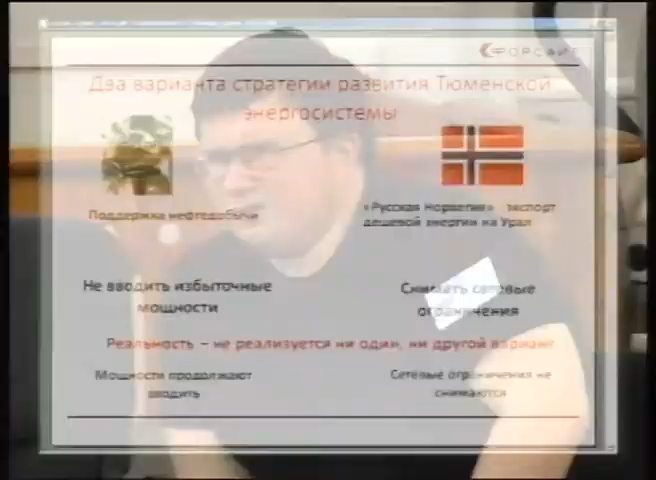 ФОРСАЙТ
Два варианта стратегии развития Тюменской
энергосистемы
Поддержка нефтедобычи
«Русская Норвегия» экспорт
дешевой энергии на Урал
Не вводить избыточные
мощности
Снимать сетевые
ограничения
Реальность – не реализуется ни один, ни другой вариант
Мощности продолжают
вводить
Сетевые ограничения не
снимаются